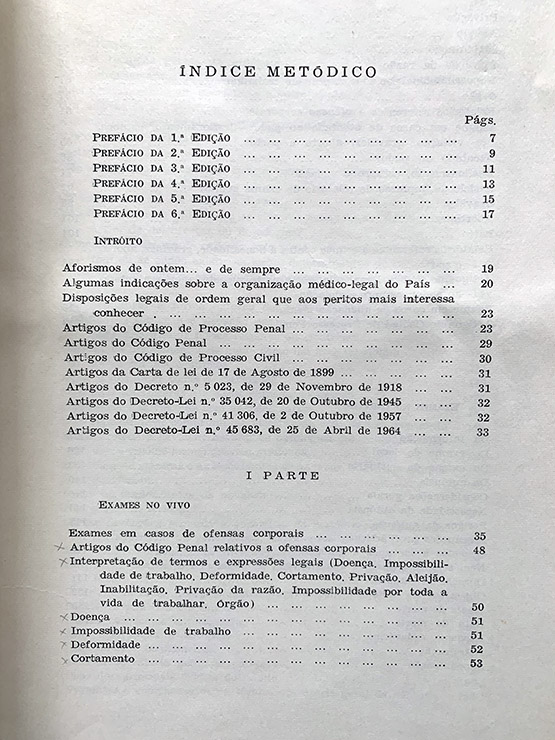 ÍNDICE METÓDICO
Págs.
PREFÁCIO DA 1.ª EDIÇÃO ... ... ... ... ... ... ... ... ... 7
PREFÁCIO DA 2.ª EDIÇÃO ... ... ... ... ... ... ... ... ... 9
PREFÁCIO DA 3.ª EDIÇÃO ... ... ... ... ... ... ... ... ... 11
PREFÁCIO DA 4.ª EDIÇÃO ... ... ... ... ... ... ... ... ... 13
PREFÁCIO DA 5.ª EDIÇÃO ... ... ... ... ... ... ... ... ... 15
PREFÁCIO DA 6.ª EDIÇÃO ... ... ... ... ... ... ... ... ... 17
INTRÓITO
Aforismos de ontem... e de sempre ... ... ... ... ... ... ... 19
Algumas indicações sobre a organização médico-legal do País ... 20
Disposições legais de ordem geral que aos peritos mais interessa
conhecer . ... ... ... ... ... ... ... ... ... ... ... ... 23
Artigos do Código de Processo Penal ... ... ... ... ... ... ... 23
Artigos do Código Penal ... ... ... ... ... ... ... ... ... ... 29
Artigos do Código de Processo Civil ... ... ... ... ... ... ... 30
Artigos da Carta de lei de 17 de Agosto de 1899 ... ... ... ... ... 31
Artigos do Decreto n.º 5 023, de 29 de Novembro de 1918 ... ... 31
Artigos do Decreto-Lei n.º 35 042, de 20 de Outubro de 1945 ... ... 32
Artigos do Decreto-Lei n.º 41 306, de 2 de Outubro de 1957 ... ... 32
Artigos do Decreto-Lei n.º 45 683, de 25 de Abril de 1964 ... ... 33
I PARTE
EXAMES NO VIVO
Exames em casos de ofensas corporais ... ... ... ... ... ... 35
Artigos do Código Penal relativos a ofensas corporais ... ... ... 48
Interpretação de termos e expressões legais (Doença, Impossibili-
dade de trabalho, Deformidade, Cortamento, Privação, Aleijão,
Inabilitação, Privação da razão, Impossibilidade por toda a
vida de trabalhar, Órgão) ... ... ... ... ... ... ... ... 50
Doença ... ... ... ... ... ... ... ... ... ... ... ... ... 51
Impossibilidade de trabalho ... ... ... ... ... ... ... ... ... 51
Deformidade ... ... ... ... ... ... ... ... ... ... ... ... 52
Cortamento ... ... ... ... ... ... ... ... ... ... ... ... 53